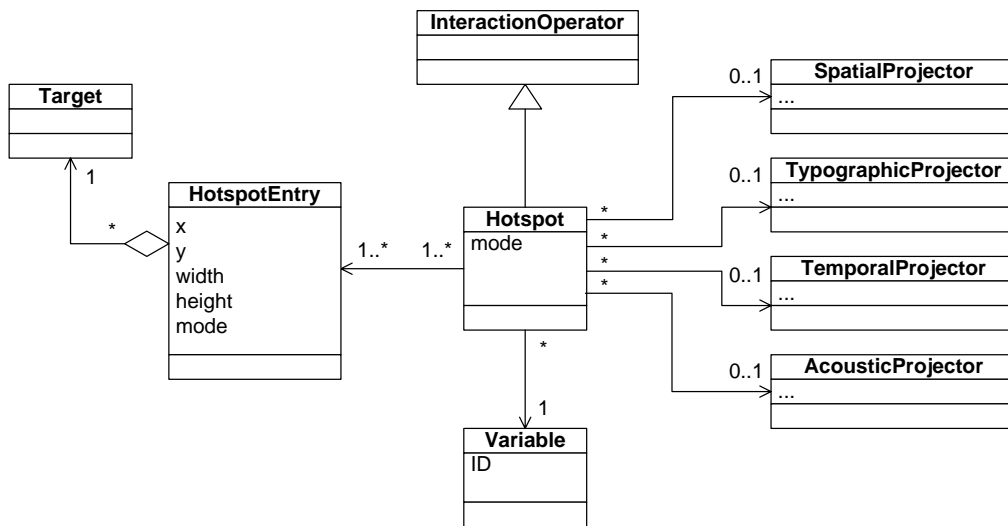 InteractionOperator
Target
1
*
HotspotEntry
x
y
width
height
mode
1..*
1..*
Hotspot
mode
*
*
*
*
*
1
Variable
ID
0..1
SpatialProjector
...
0..1
TypographicProjector
...
0..1
TemporalProjector
...
0..1
AcousticProjector
...